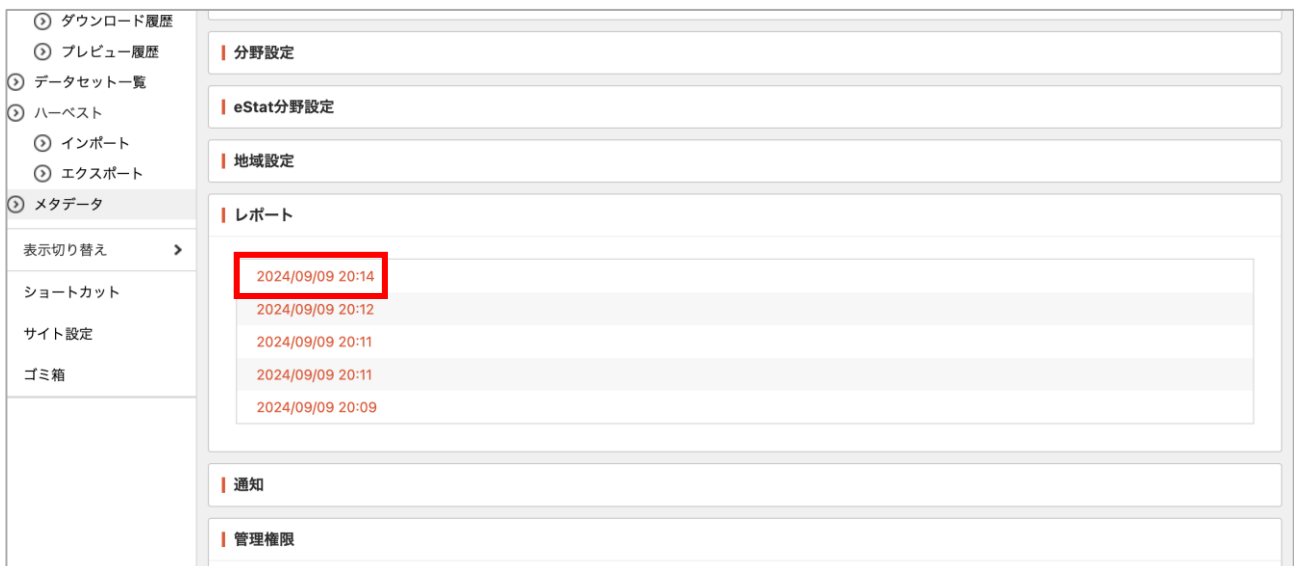 ダウンロード履歴
プレビュー履歴
データセット一覧
ハーベスト
インポート
エクスポート
メタデータ
表示切り替え
ショートカット
サイト設定
ゴミ箱
分野設定
eStat分野設定
地域設定
レポート
2024/09/09 20:14
2024/09/09 20:12
2024/09/09 20:11
2024/09/09 20:11
2024/09/09 20:09
通知
管理権限